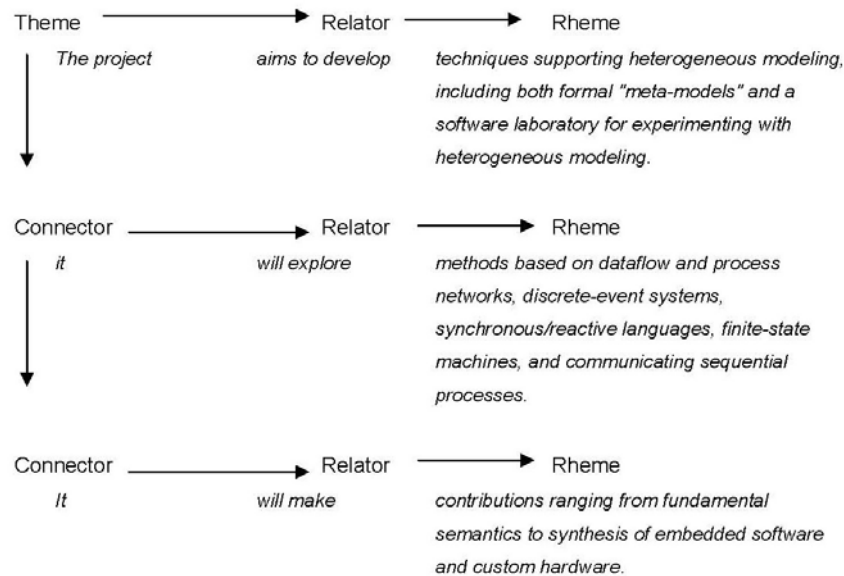 Theme Relator Rheme
The project aims to develop techniques supporting heterogeneous modeling,
including both formal "meta-models" and a
software laboratory for experimenting with
heterogeneous modeling.
Connector Relator Rheme
it will explore methods based on dataflow and process
networks, discrete-event systems,
synchronous/reactive languages, finite-state
machines, and communicating sequential
processes.
Connector Relator Rheme
It will make contributions ranging from fundamental
semantics to synthesis of embedded software
and custom hardware.